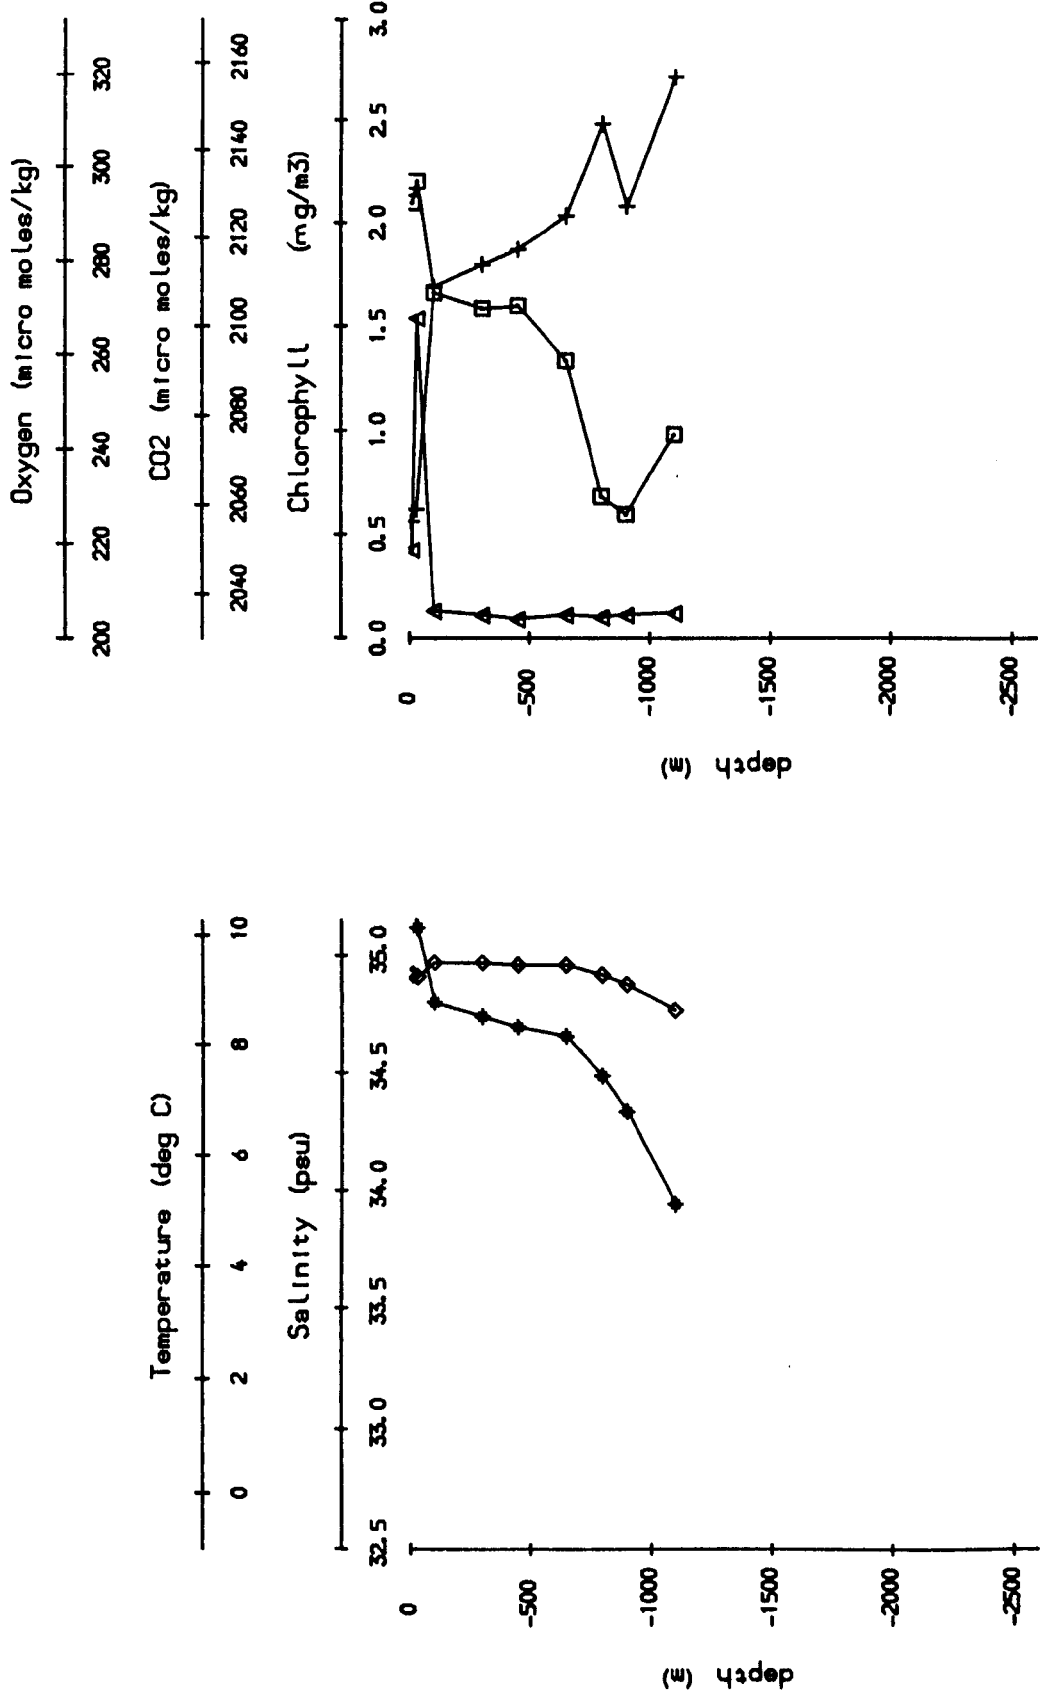 Temperature (deg C)
0 2 4 6 8 10
Salinity (psu)
32.5 33.0 33.5 34.0 34.5 35.0
0
-500
-1000
-1500
-2000
-2500
depth (m)
Oxygen (micro moles/kg)
200 220 240 260 280 300 320
CO2 (micro moles/kg)
2040 2060 2080 2100 2120 2140 2160
Chlorophyll (mg/m3)
0.0 0.5 1.0 1.5 2.0 2.5 3.0
0
-500
-1000
-1500
-2000
-2500
depth (m)